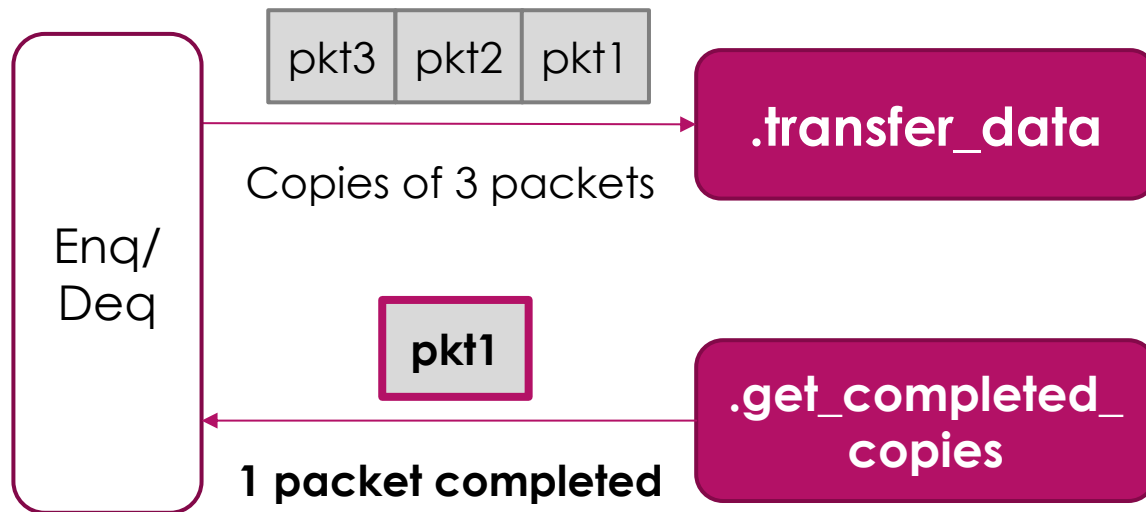 pkt3 pkt2 pkt1
.transfer_data
Copies of 3 packets
Enq/
Deq
pkt1
.get_completed_
copies
1 packet completed